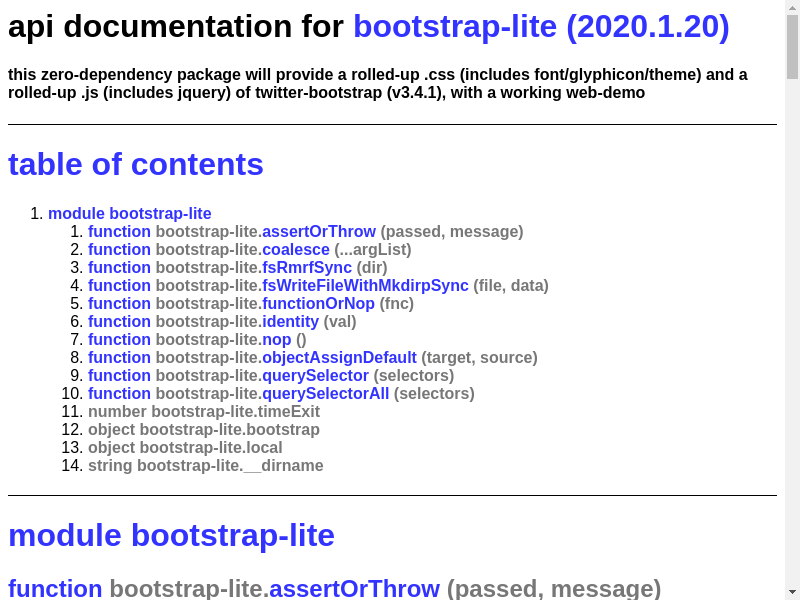 api documentation for bootstrap-lite (2020.1.20)
this zero-dependency package will provide a rolled-up .css (includes font/glyphicon/theme) and a
rolled-up .js (includes jquery) of twitter-bootstrap (v3.4.1), with a working web-demo
table of contents
1. module bootstrap-lite
1. function bootstrap-lite.assertOrThrow (passed, message)
2. function bootstrap-lite.coalesce (...argList)
3. function bootstrap-lite.fsRmrfSync (dir)
4. function bootstrap-lite.fsWriteFileWithMkdirpSync (file, data)
5. function bootstrap-lite.functionOrNop (fnc)
6. function bootstrap-lite.identity (val)
7. function bootstrap-lite.nop ()
8. function bootstrap-lite.objectAssignDefault (target, source)
9. function bootstrap-lite.querySelector (selectors)
10. function bootstrap-lite.querySelectorAll (selectors)
11. number bootstrap-lite.timeExit
12. object bootstrap-lite.bootstrap
13. object bootstrap-lite.local
14. string bootstrap-lite.__dirname
module bootstrap-lite
function bootstrap-lite.assertOrThrow (passed, message)